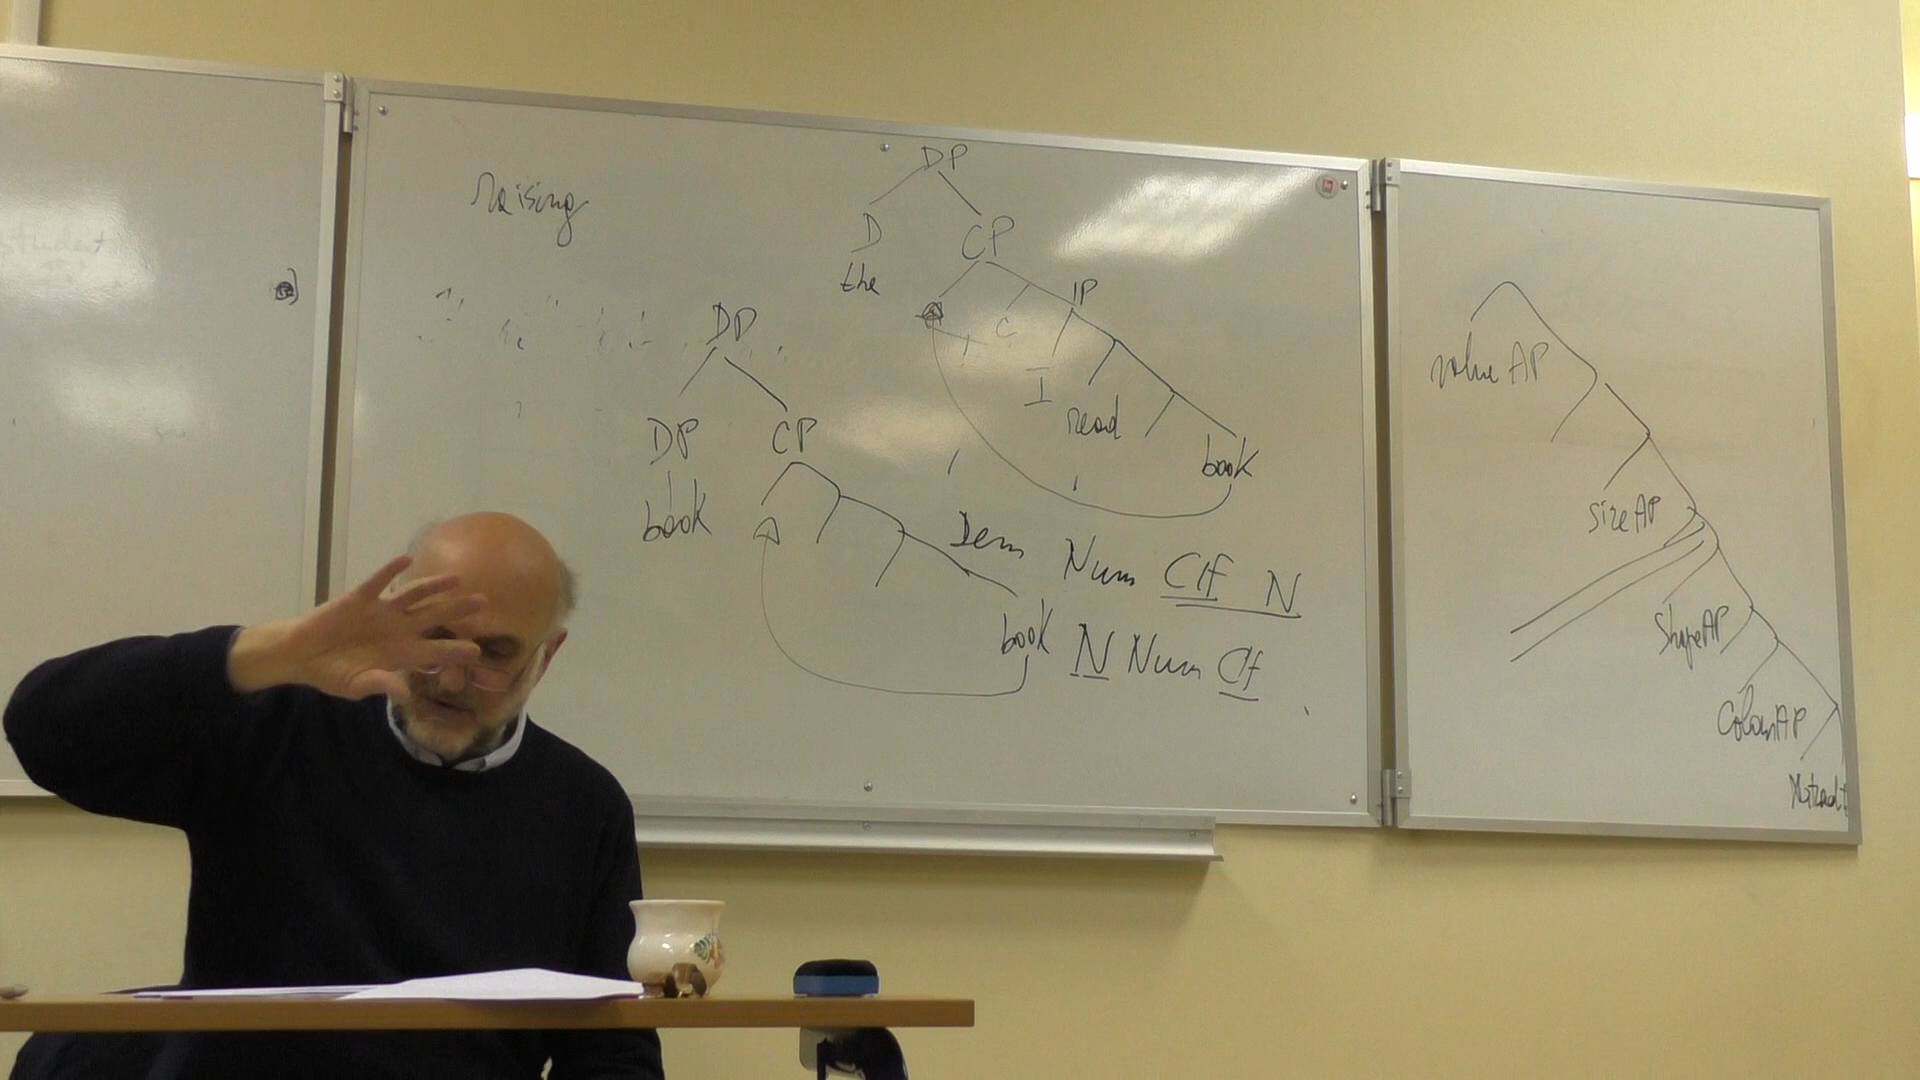 Raising
DP
D CP
the
C IP
I
read
book
DP
DP CP
book
book
Dem Num Clf N
N Num Clf
value AP
size AP
Shape AP
Colour AP